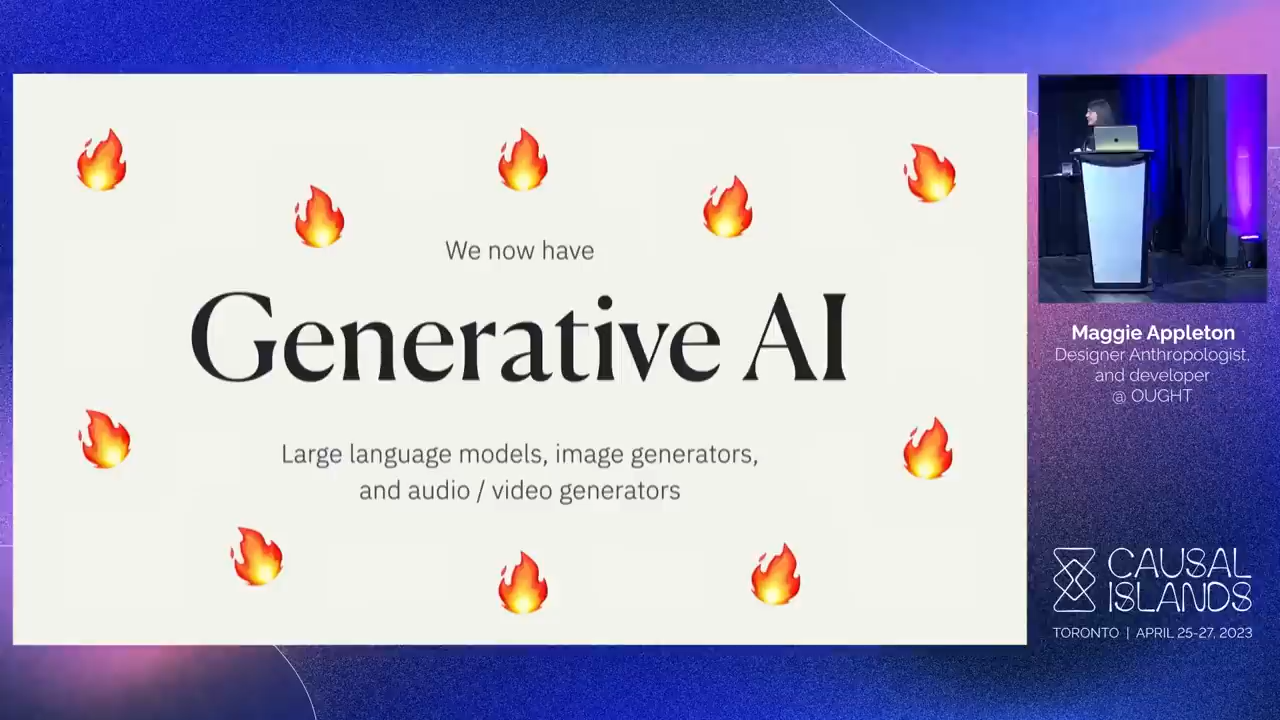 We now have
Generative AI
Large language models, image generators,
and audio / video generators
Maggie Appleton
Designer Anthropologist,
and developer
@ OUGHT
CAUSAL
ISLANDS
TORONTO | APRIL 25-27, 2023